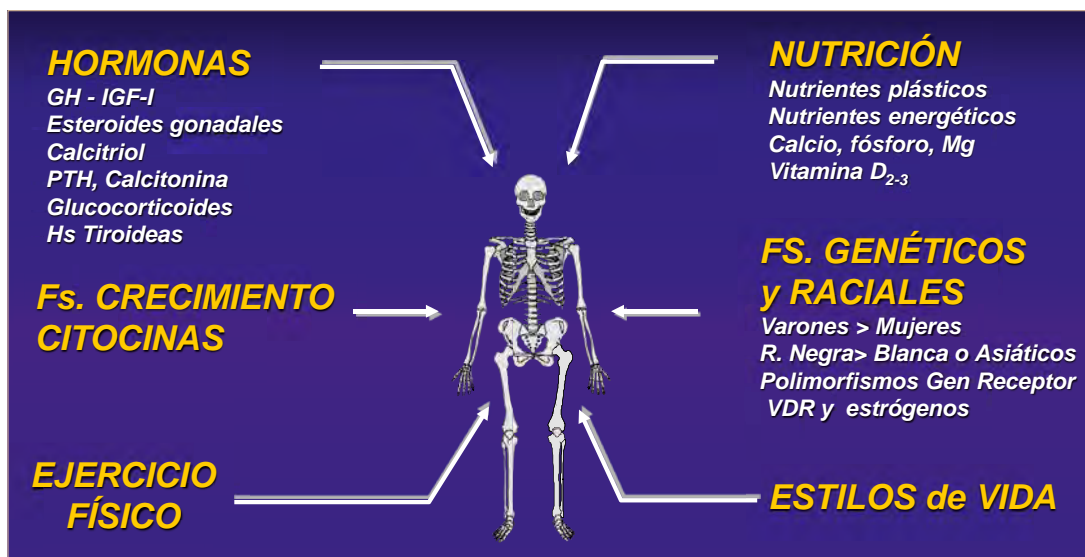 HORMONAS
GH - IGF-I
Esteroides gonadales
Calcitriol
PTH, Calcitonina
Glucocorticoides
Hs Tiroideas
Fs. CRECIMIENTO
CITOCINAS
EJERCICIO
FÍSICO
NUTRICIÓN
Nutrientes plásticos
Nutrientes energéticos
Calcio, fósforo, Mg
Vitamina D2-3
FS. GENÉTICOS
y RACIALES
Varones > Mujeres
R. Negra> Blanca o Asiáticos
Polimorfismos Gen Receptor
VDR y estrógenos
ESTILOS de VIDA